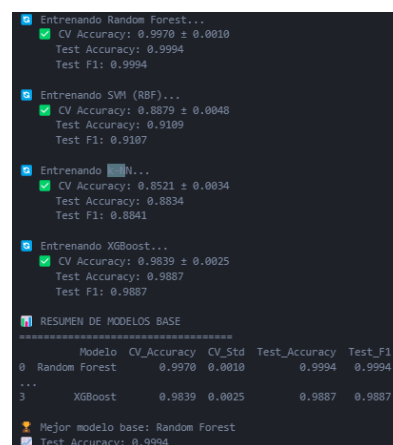 Entrenando Random Forest...
CV Accuracy: 0.9970 ± 0.0010
Test Accuracy: 0.9994
Test F1: 0.9994
Entrenando SVM (RBF)...
CV Accuracy: 0.8879 ± 0.0048
Test Accuracy: 0.9109
Test F1: 0.9107
Entrenando k-NN...
CV Accuracy: 0.8521 ± 0.0034
Test Accuracy: 0.8834
Test F1: 0.8841
Entrenando XGBoost...
CV Accuracy: 0.9839 ± 0.0025
Test Accuracy: 0.9887
Test F1: 0.9887
RESUMEN DE MODELOS BASE
===================================
Modelo CV_Accuracy CV_Std Test_Accuracy Test_F1
0 Random Forest 0.9970 0.0010 0.9994 0.9994
...
3 XGBoost 0.9839 0.0025 0.9887 0.9887
Mejor modelo base: Random Forest
Test Accuracy: 0.9994